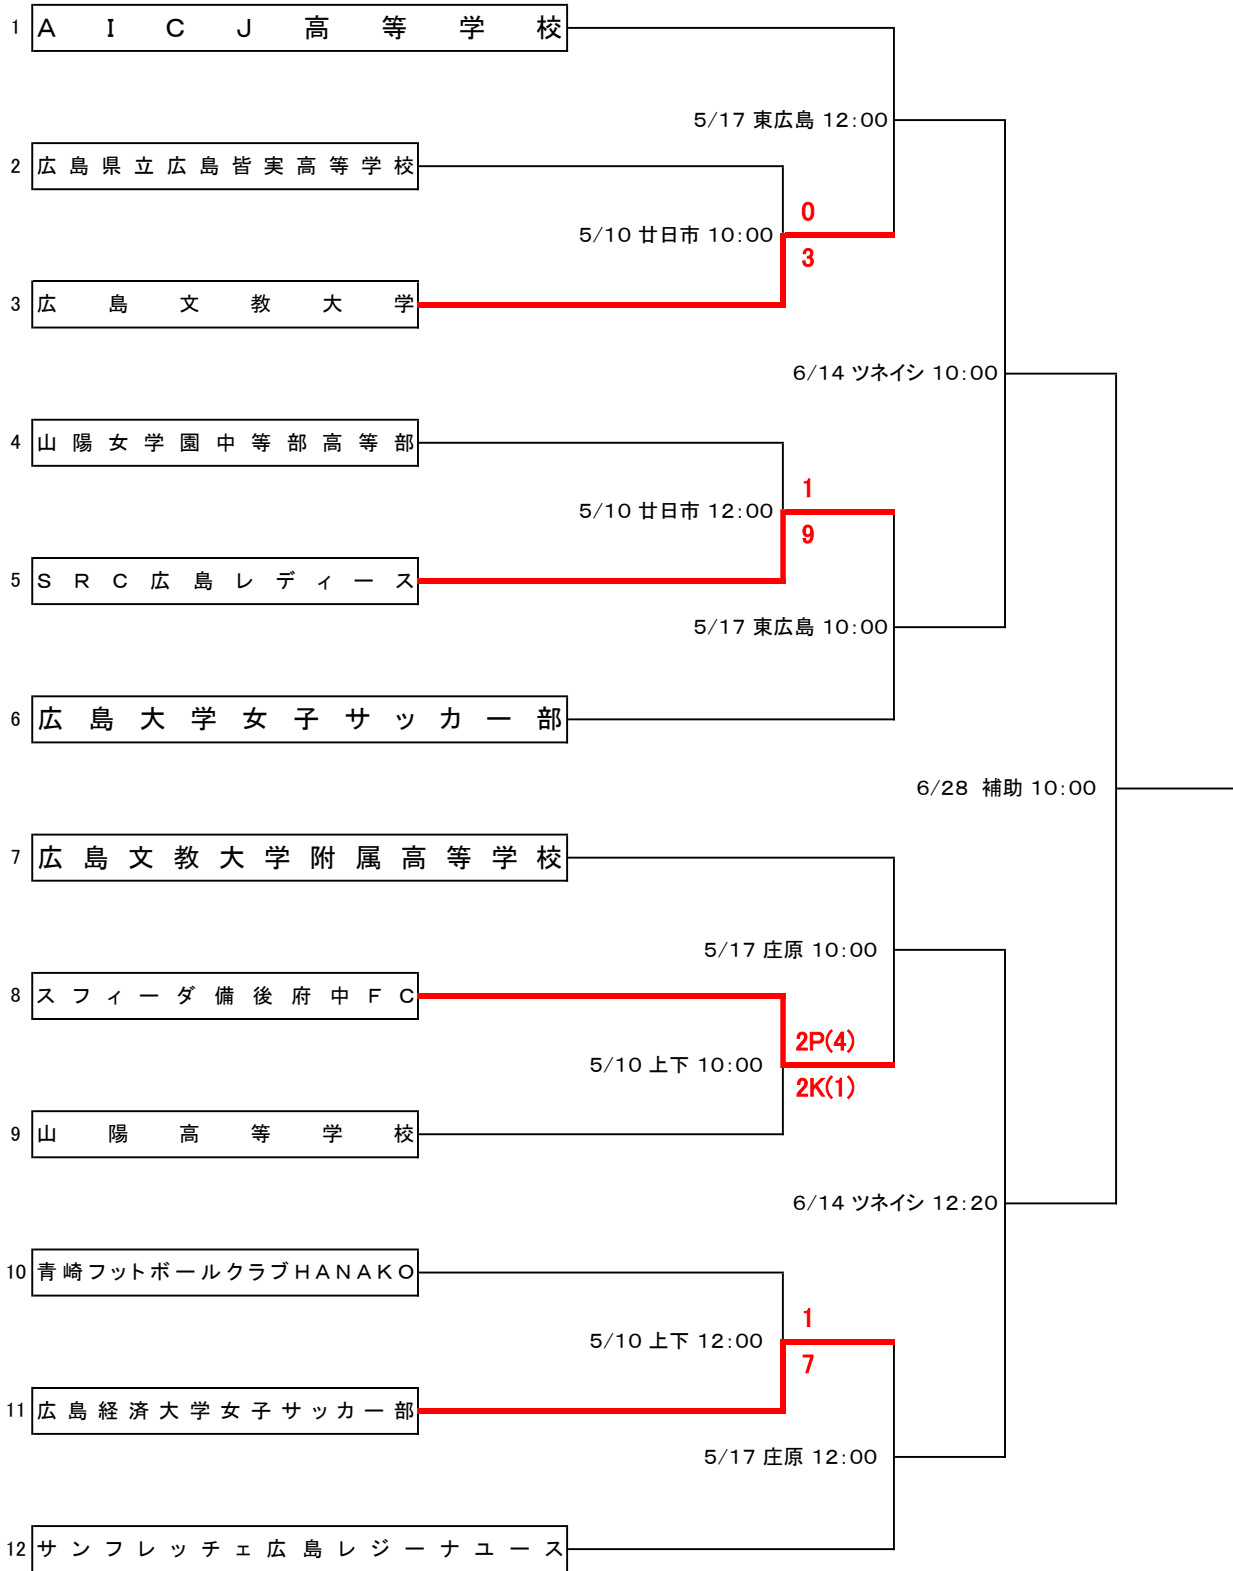 1 ＡＩＣＪ高等学校
5/17 東広島 12:00
2 広島県立広島皆実高等学校
0
5/10 廿日市 10:00
3
3 広島文教大学
6/14 ツネイシ 10:00
4 山陽女学園中等部高等部
1
5/10 廿日市 12:00
9
5 ＳＲＣ広島レディース
5/17 東広島 10:00
6 広島大学女子サッカー部
6/28 補助 10:00
7 広島文教大学附属高等学校
5/17 庄原 10:00
8 スフィーダ備後府中ＦＣ
2P(4)
5/10 上下 10:00
2K(1)
9 山陽高等学校
6/14 ツネイシ 12:20
10 青崎フットボールクラブＨＡＮＡＫＯ
1
5/10 上下 12:00
7
11 広島経済大学女子サッカー部
5/17 庄原 12:00
12 サンフレッチェ広島レジーナユース